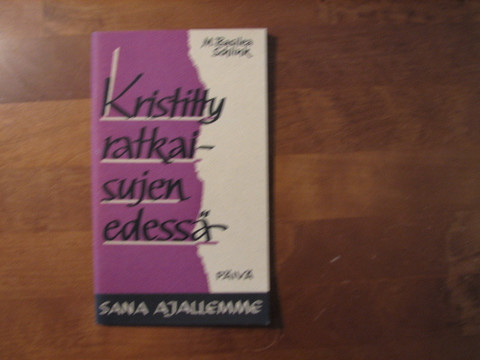 M. Basilea
Schlink
Kristitty
ratkai-
sujen
edessä
PÄIVÄ
SANA AJALLEMME